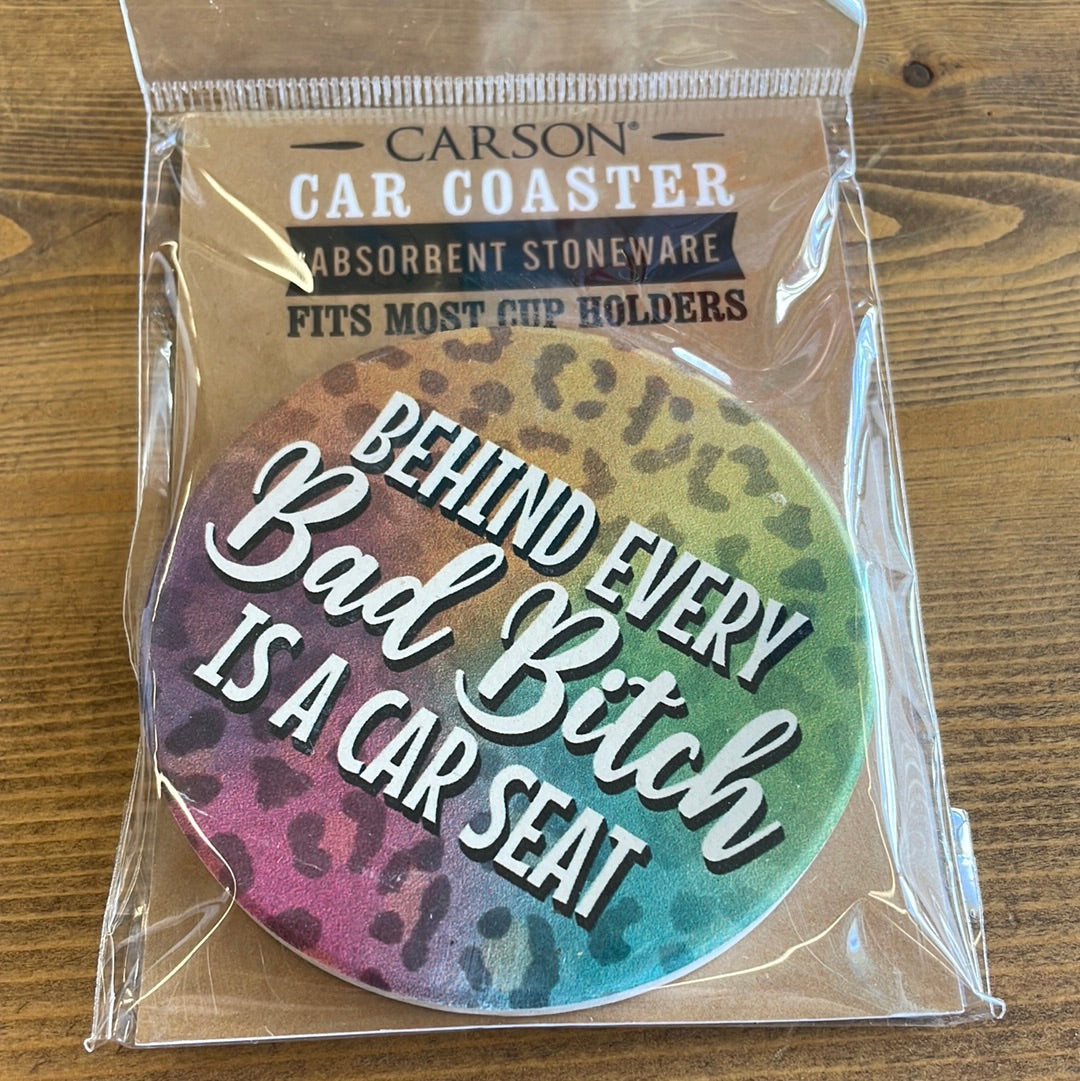 CARSON®
CAR COASTER
ABSORBENT STONEWARE
FITS MOST CUP HOLDERS
BEHIND EVERY
Bad Bitch
IS A CAR SEAT